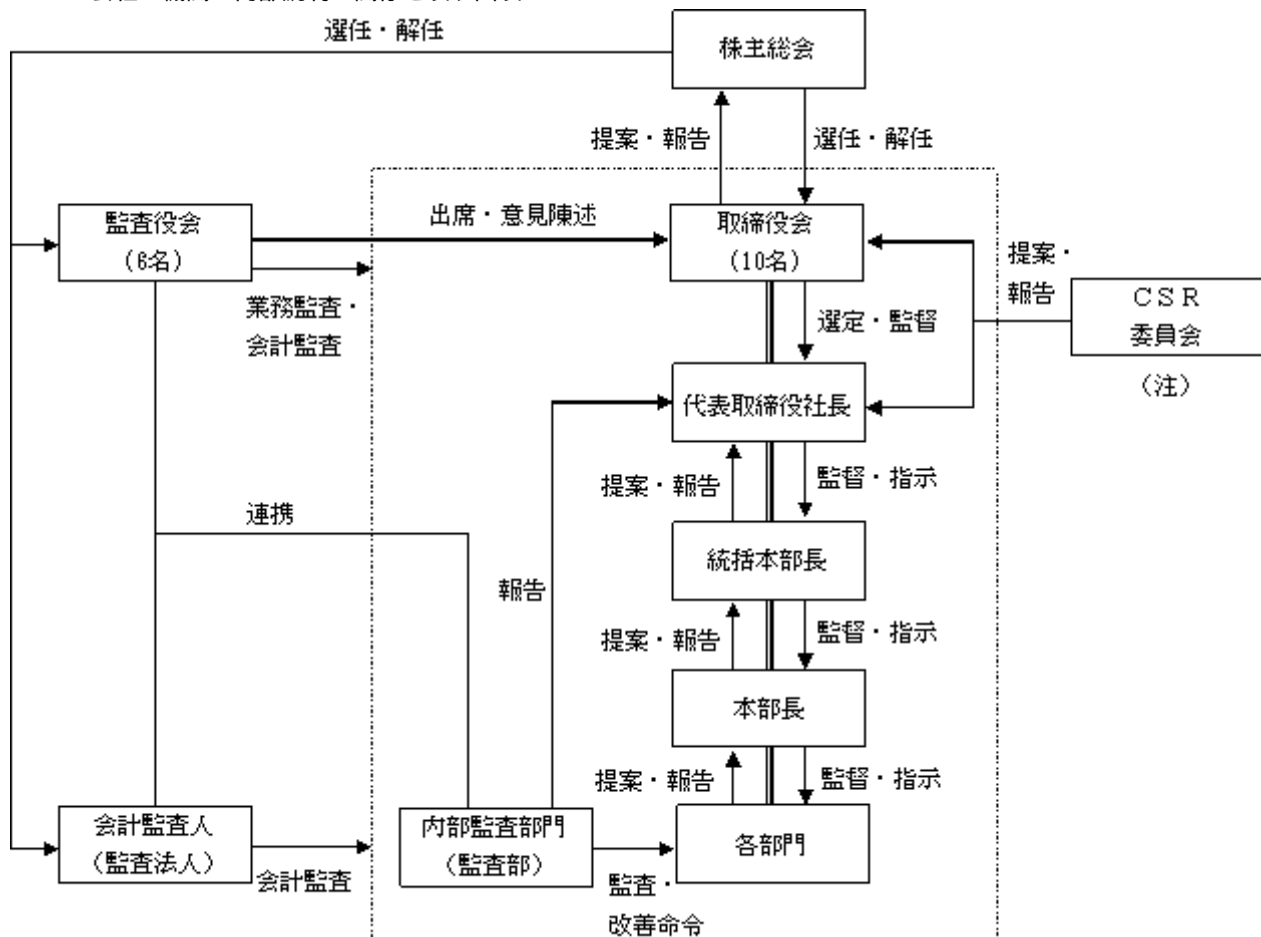 選任・解任
株主総会
提案・報告
選任・解任
監査役会
(6名)
出席・意見陳述
取締役会
(10名)
提案・
報告
CSR
委員会
(注)
業務監査・
会計監査
選定・監督
代表取締役社長
提案・報告
監督・指示
連携
統括本部長
報告
提案・報告
監督・指示
本部長
提案・報告
監督・指示
会計監査人
(監査法人)
会計監査
内部監査部門
(監査部)
監査・
改善命令
各部門